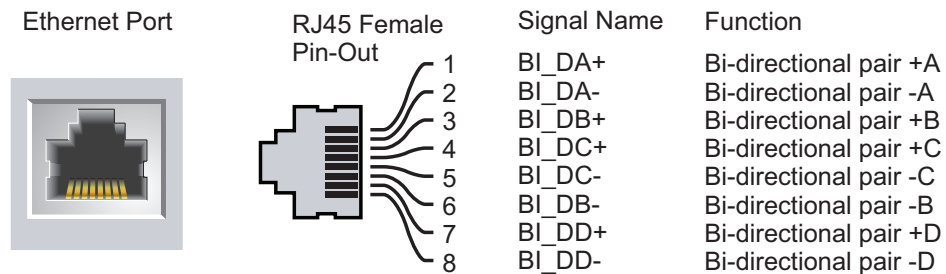 Ethernet Port
RJ45 Female
Pin-Out
Signal Name Function
1 BI_DA+ Bi-directional pair +A
2 BI_DA- Bi-directional pair -A
3 BI_DB+ Bi-directional pair +B
4 BI_DC+ Bi-directional pair +C
5 BI_DC- Bi-directional pair -C
6 BI_DB- Bi-directional pair -B
7 BI_DD+ Bi-directional pair +D
8 BI_DD- Bi-directional pair -D